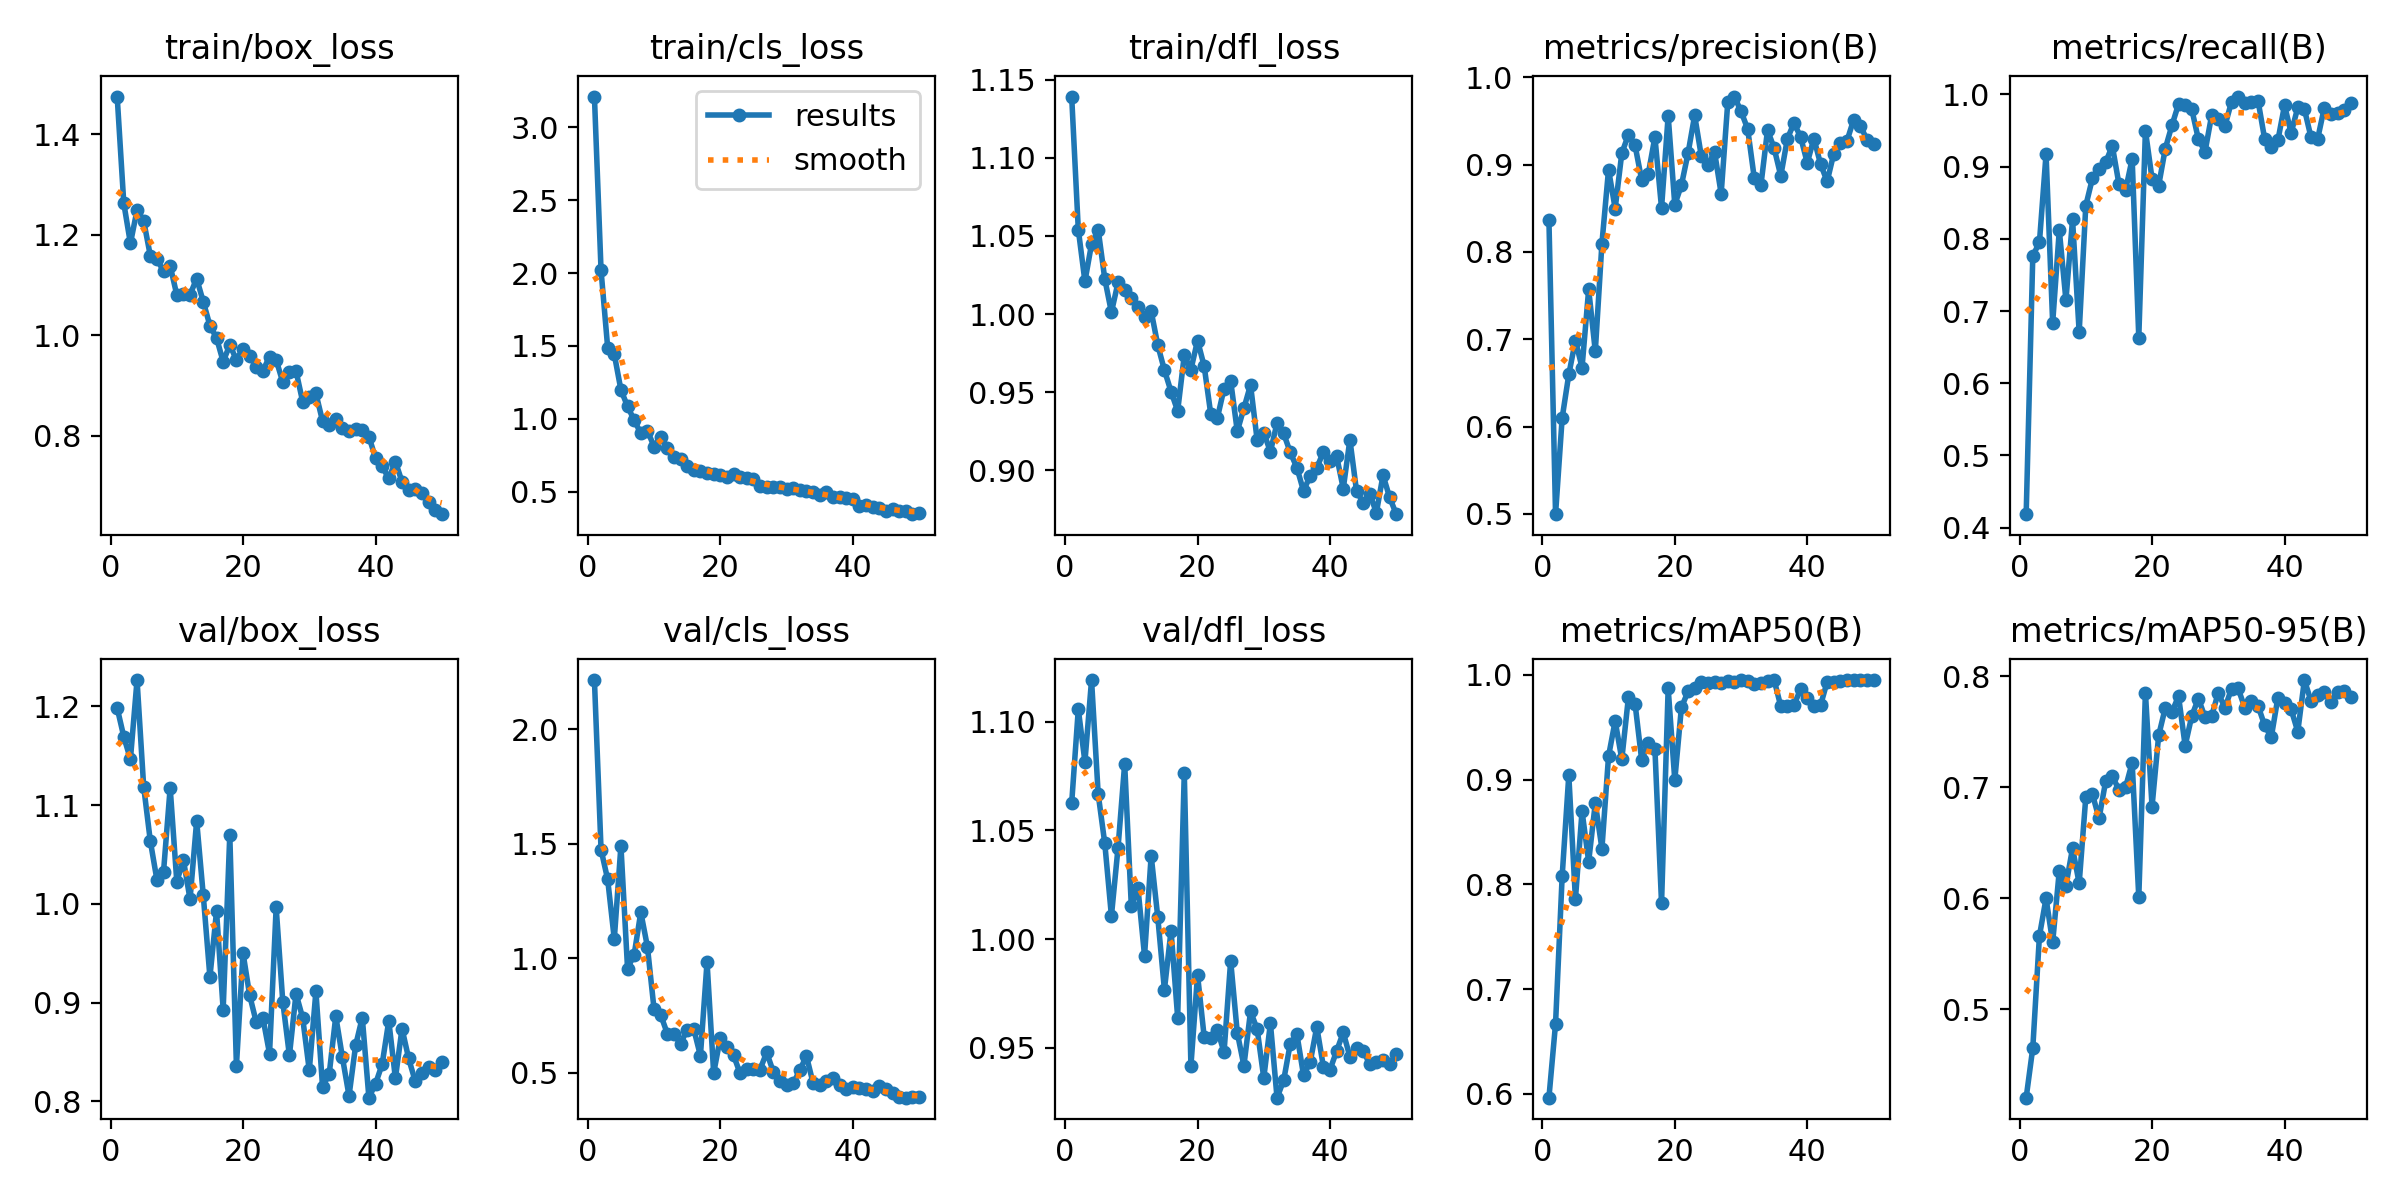 train/box_loss
1.4
1.2
1.0
0.8
0 20 40
train/cls_loss
results
smooth
3.0
2.5
2.0
1.5
1.0
0.5
0 20 40
train/dfl_loss
1.15
1.10
1.05
1.00
0.95
0.90
0 20 40
metrics/precision(B)
1.0
0.9
0.8
0.7
0.6
0.5
0 20 40
metrics/recall(B)
1.0
0.9
0.8
0.7
0.6
0.5
0.4
0 20 40
val/box_loss
1.2
1.1
1.0
0.9
0.8
0 20 40
val/cls_loss
2.0
1.5
1.0
0.5
0 20 40
val/dfl_loss
1.10
1.05
1.00
0.95
0 20 40
metrics/mAP50(B)
1.0
0.9
0.8
0.7
0.6
0 20 40
metrics/mAP50-95(B)
0.8
0.7
0.6
0.5
0 20 40